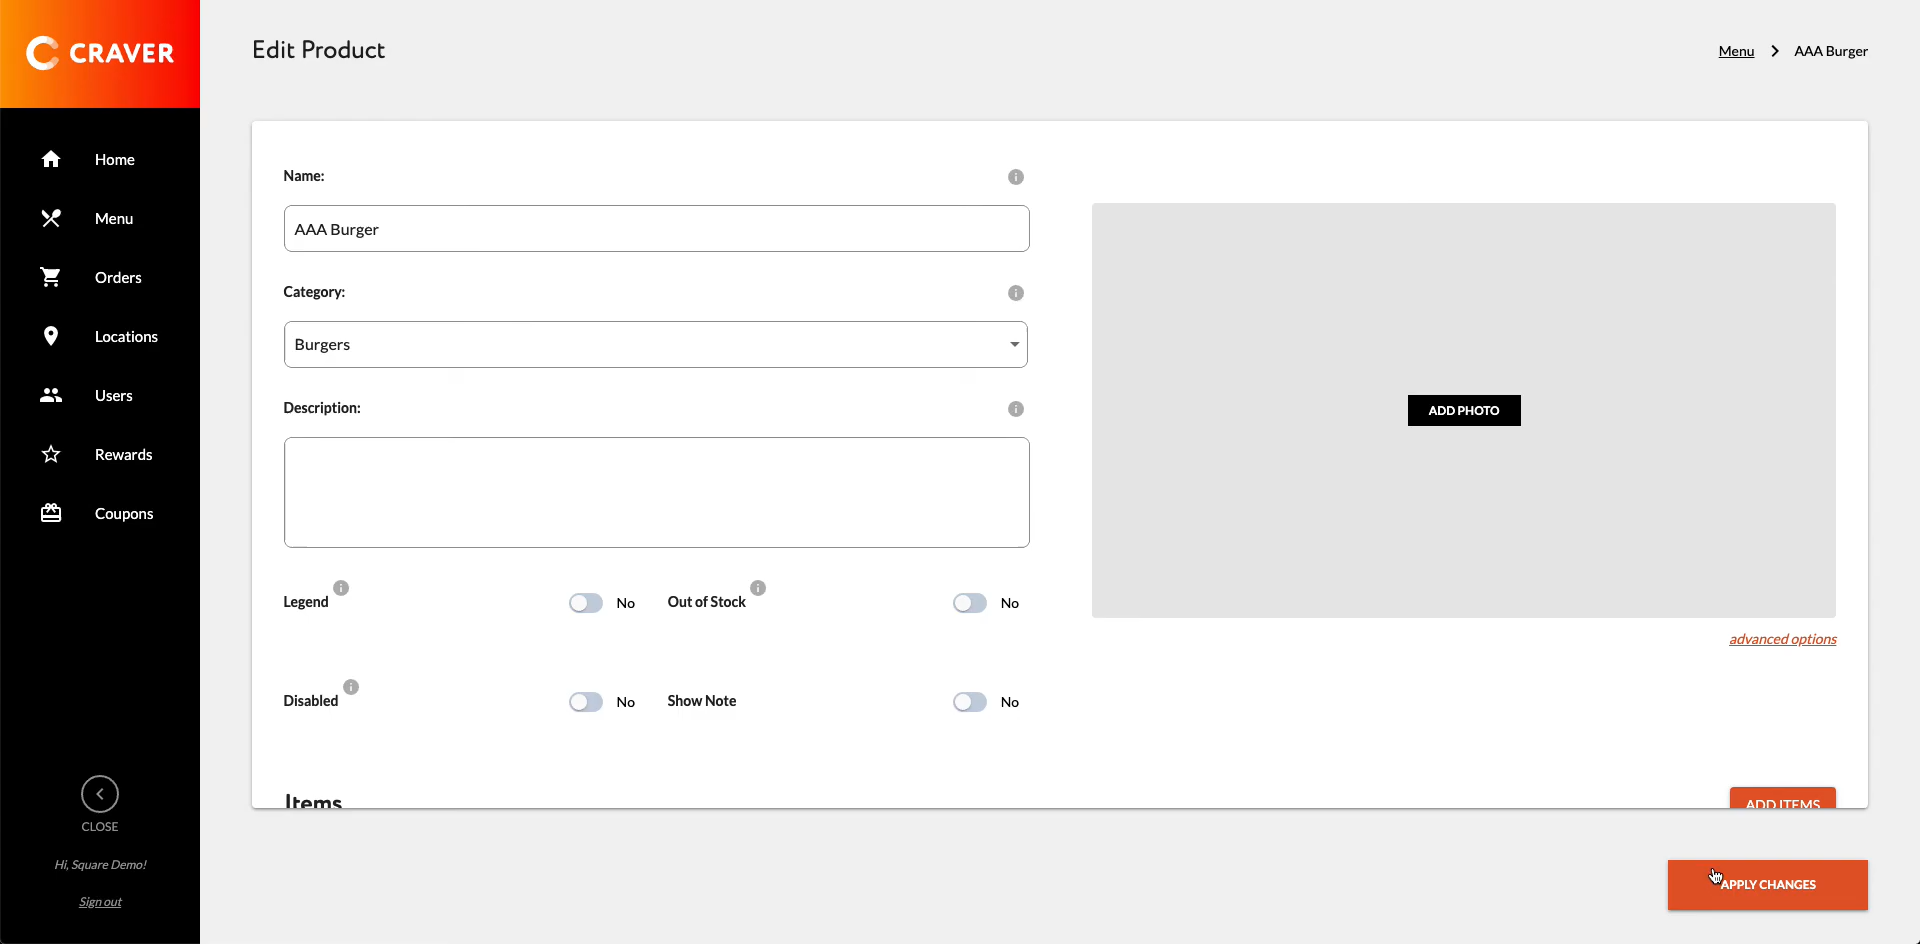 CRAVER
Edit Product
Menu > AAA Burger
Home
Menu
Orders
Locations
Users
Rewards
Coupons
CLOSE
Hi, Square Demo!
Sign out
Name:
AAA Burger
Category:
Burgers
Description:
Legend
No
Out of Stock
No
Disabled
No
Show Note
No
ADD PHOTO
advanced options
Items
ADD ITEMS
APPLY CHANGES